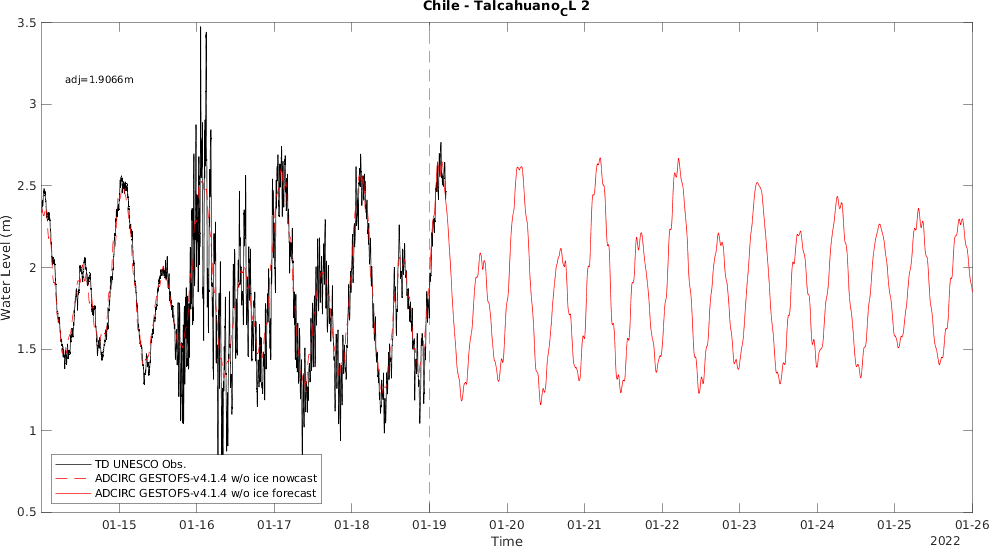 Chile - Talcahuano_CL 2
3.5
adj=1.9066m
3
2.5
2
1.5
1
0.5
Water Level (m)
TD UNESCO Obs.
ADCIRC GESTOFS-v4.1.4 w/o ice nowcast
ADCIRC GESTOFS-v4.1.4 w/o ice forecast
01-15 01-16 01-17 01-18 01-19 01-20 01-21 01-22 01-23 01-24 01-25 01-26
Time
2022